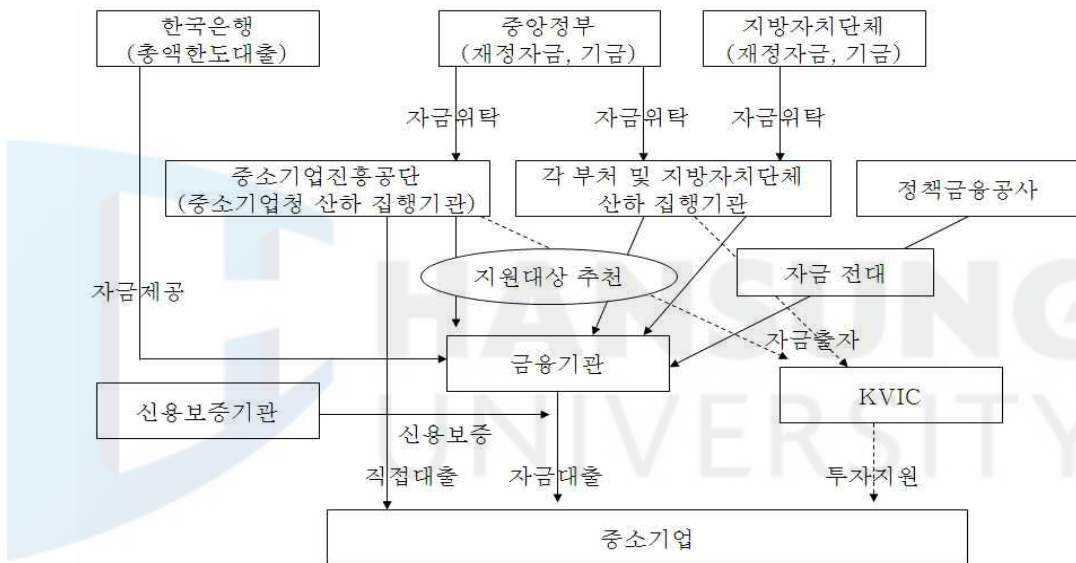 한국은행
(총액한도대출)
중앙정부
(재정자금, 기금)
지방자치단체
(재정자금, 기금)
자금위탁
자금위탁
자금위탁
중소기업진흥공단
(중소기업청 산하 집행기관)
각 부처 및 지방자치단체
산하 집행기관
정책금융공사
지원대상 추천
자금 전대
자금제공
자금출자
금융기관
KVIC
신용보증기관
신용보증
직접대출
자금대출
투자지원
중소기업
HANSUNG
UNIVERSITY